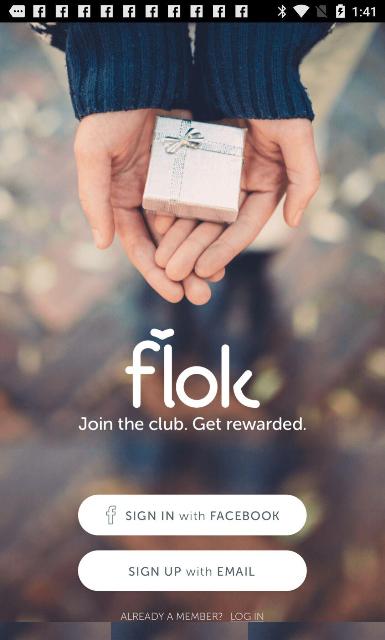 1:41
flok
Join the club. Get rewarded.
SIGN IN with FACEBOOK
SIGN UP with EMAIL
ALREADY A MEMBER? LOG IN